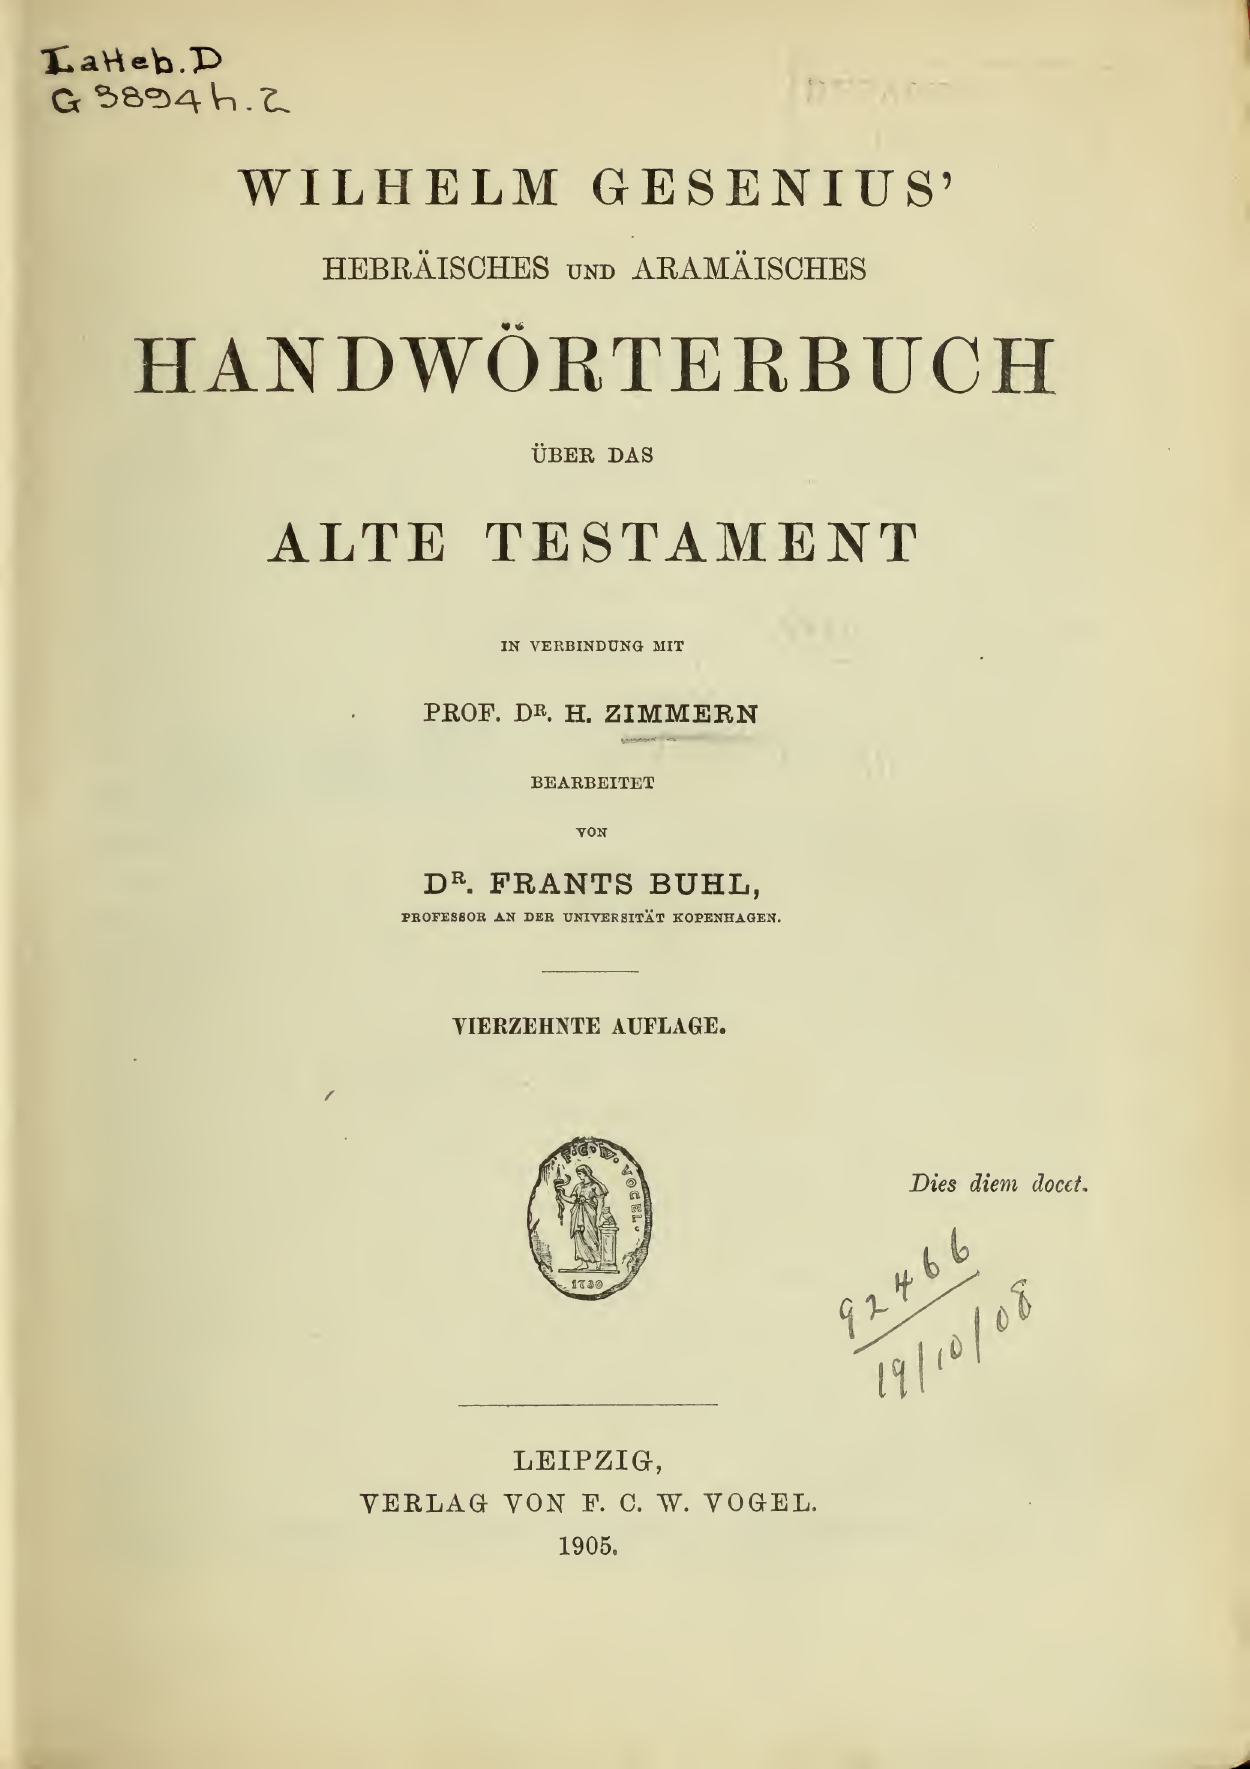 LaHeb.D
G 3894h.2
WILHELM GESENIUS'
HEBRÄISCHES UND ARAMÄISCHES
HANDWÖRTERBUCH
ÜBER DAS
ALTE TESTAMENT
IN VERBINDUNG MIT
PROF. DR. H. ZIMMERN
BEARBEITET
VON
DR. FRANTS BUHL,
PROFESSOR AN DER UNIVERSITÄT KOPENHAGEN.
VIERZEHNTE AUFLAGE.
F. C. W. VOGEL.
1730
Dies diem docet.
92466
19/10/08
LEIPZIG,
VERLAG VON F. C. W. VOGEL.
1905.